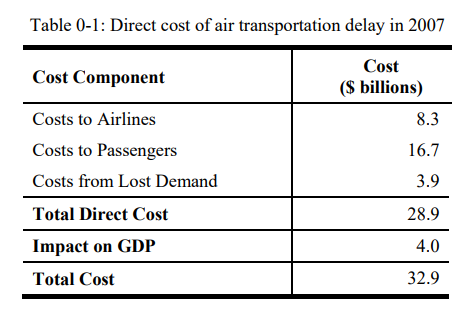 Table 0-1: Direct cost of air transportation delay in 2007
Cost Component Cost
($ billions)
Costs to Airlines 8.3
Costs to Passengers 16.7
Costs from Lost Demand 3.9
Total Direct Cost 28.9
Impact on GDP 4.0
Total Cost 32.9